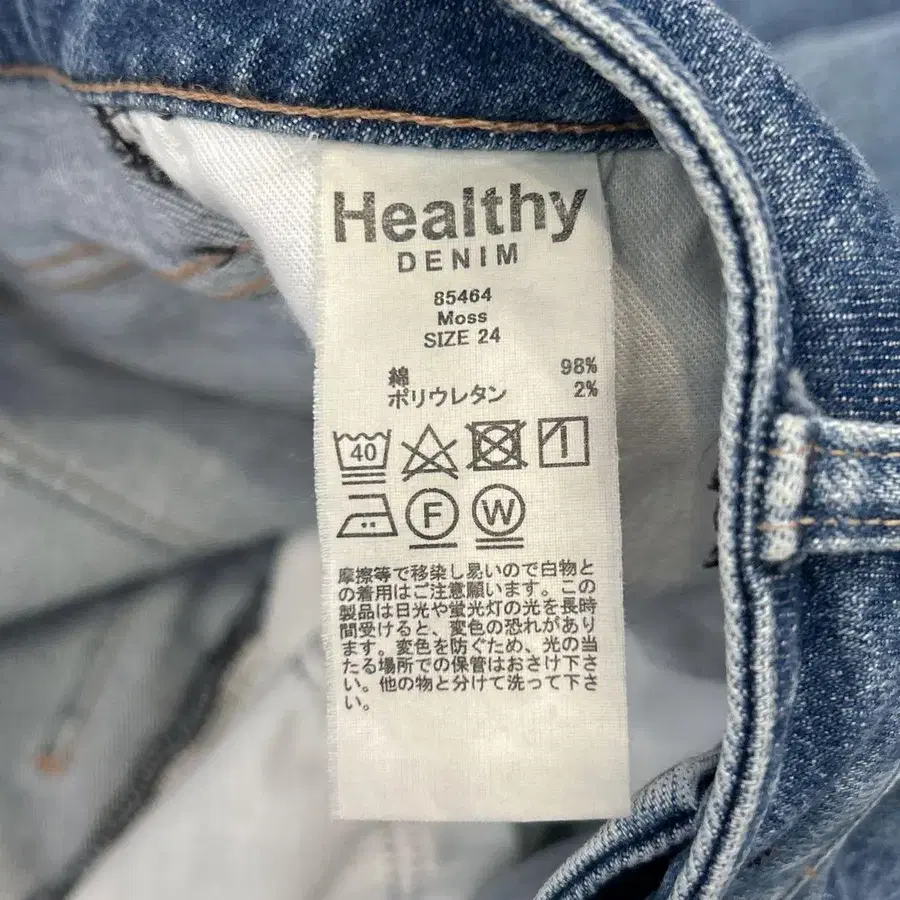 Healthy
DENIM
85464
Moss
SIZE 24
綿 98%
ポリウレタン 2%
40
F W
摩擦等で移染し易いので白物と
の着用はご注意願います。この
製品は日光や蛍光灯の光を長時
間受けると、変色の恐れがあり
ます。変色を防ぐため、光の当
たる場所での保管はおさけ下さ
い。他の物と分けて洗って下さ
い。